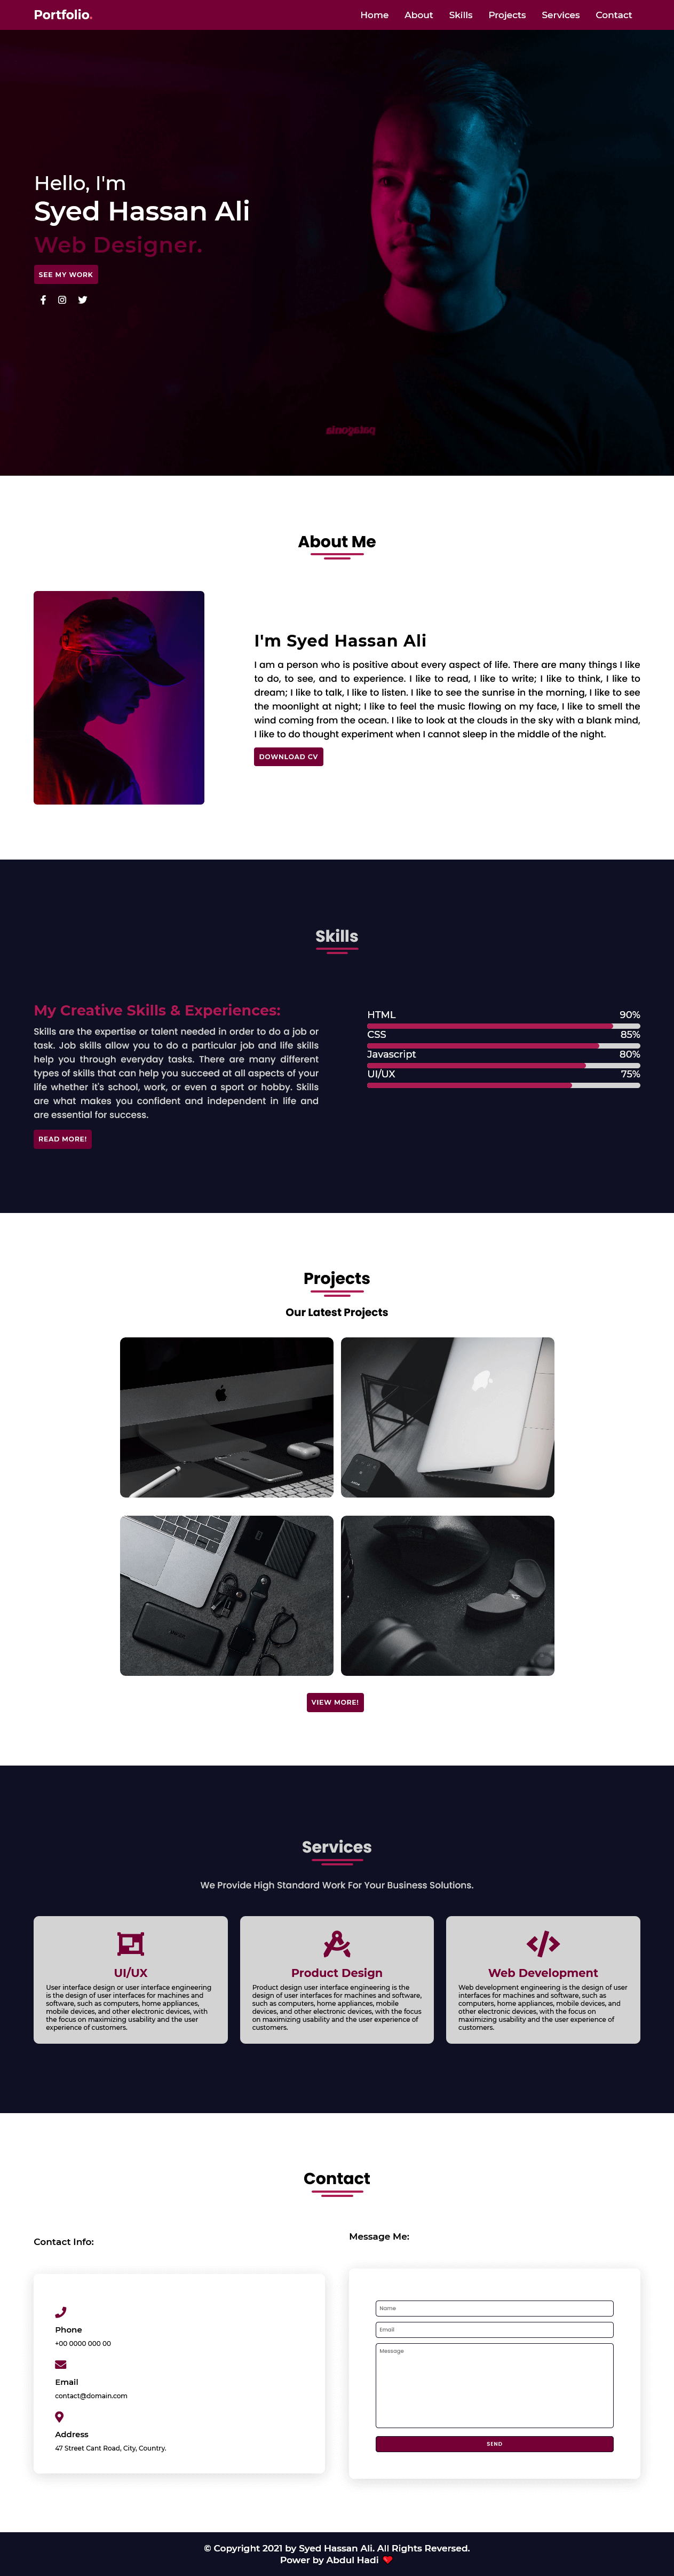 Portfolio.
Home About Skills Projects Services Contact
Hello, I'm
Syed Hassan Ali
Web Designer.
SEE MY WORK
About Me
I'm Syed Hassan Ali
I am a person who is positive about every aspect of life. There are many things I like
to do, to see, and to experience. I like to read, I like to write; I like to think, I like to
dream; I like to talk, I like to listen. I like to see the sunrise in the morning, I like to see
the moonlight at night; I like to feel the music flowing on my face, I like to smell the
wind coming from the ocean. I like to look at the clouds in the sky with a blank mind,
I like to do thought experiment when I cannot sleep in the middle of the night.
DOWNLOAD CV
Skills
My Creative Skills & Experiences:
Skills are the expertise or talent needed in order to do a job or
task. Job skills allow you to do a particular job and life skills
help you through everyday tasks. There are many different
types of skills that can help you succeed at all aspects of your
life whether it's school, work, or even a sport or hobby. Skills
are what makes you confident and independent in life and
are essential for success.
READ MORE!
HTML 90%
CSS 85%
Javascript 80%
UI/UX 75%
Projects
Our Latest Projects
VIEW MORE!
Services
We Provide High Standard Work For Your Business Solutions.
UI/UX
User interface design or user interface engineering
is the design of user interfaces for machines and
software, such as computers, home appliances,
mobile devices, and other electronic devices, with
the focus on maximizing usability and the user
experience of customers.
Product Design
Product design user interface engineering is the
design of user interfaces for machines and software,
such as computers, home appliances, mobile
devices, and other electronic devices, with the focus
on maximizing usability and the user experience of
customers.
Web Development
Web development engineering is the design of user
interfaces for machines and software, such as
computers, home appliances, mobile devices, and
other electronic devices, with the focus on
maximizing usability and the user experience of
customers.
Contact
Contact Info:
Phone
+00 0000 000 00
Email
contact@domain.com
Address
47 Street Cant Road, City, Country.
Message Me:
Name
Email
Message
SEND
© Copyright 2021 by Syed Hassan Ali. All Rights Reversed.
Power by Abdul Hadi